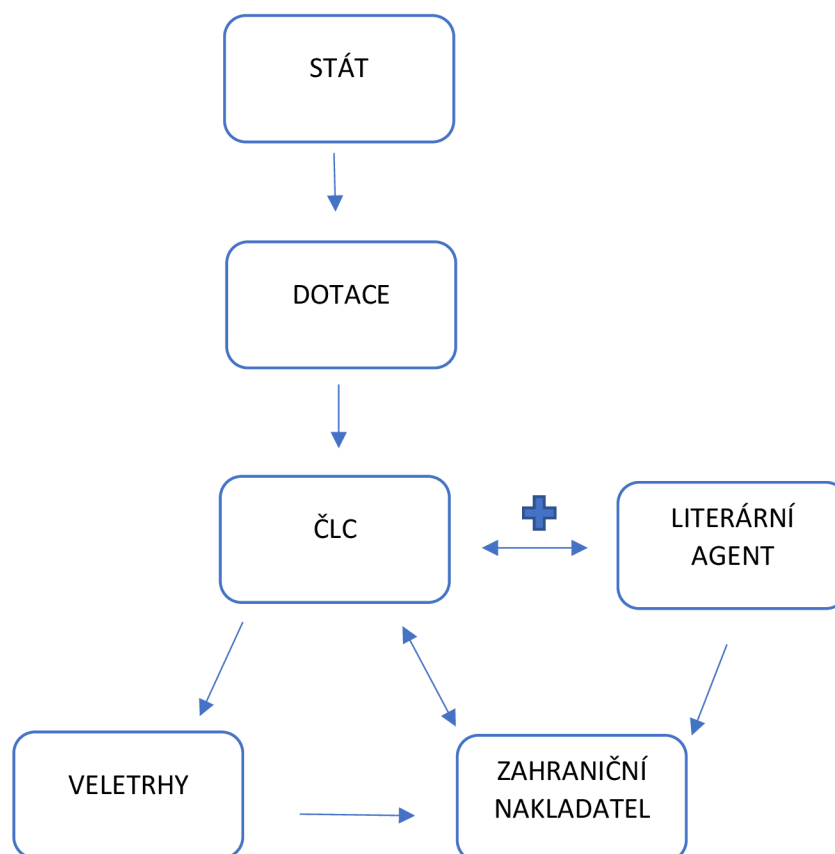 STÁT
DOTACE
ČLC
LITERÁRNÍ
AGENT
VELETRHY
ZAHRANIČNÍ
NAKLADATEL